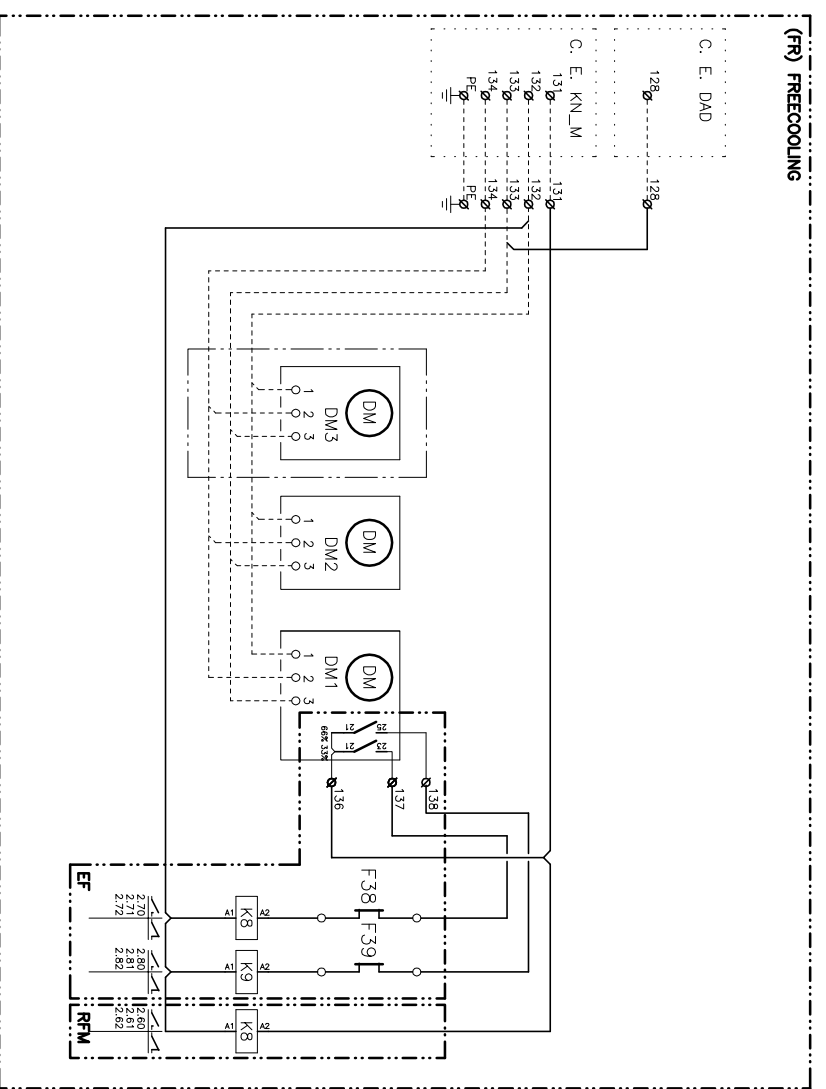 (FR) FREECOOLING
C. E. DAD
128
128
C. E. KN_M
131
132
133
134
PE
131
132
133
134
PE
DM
DM3
1
2
3
DM
DM2
1
2
3
DM
DM1
1
2
3
25
21
23
21
66% 33%
138
137
136
F38
A2
K8
A1
2.70
2.71
2.72
F39
A2
K9
A1
2.80
2.81
2.82
EF
A2
K8
A1
2.60
2.61
2.62
RFM